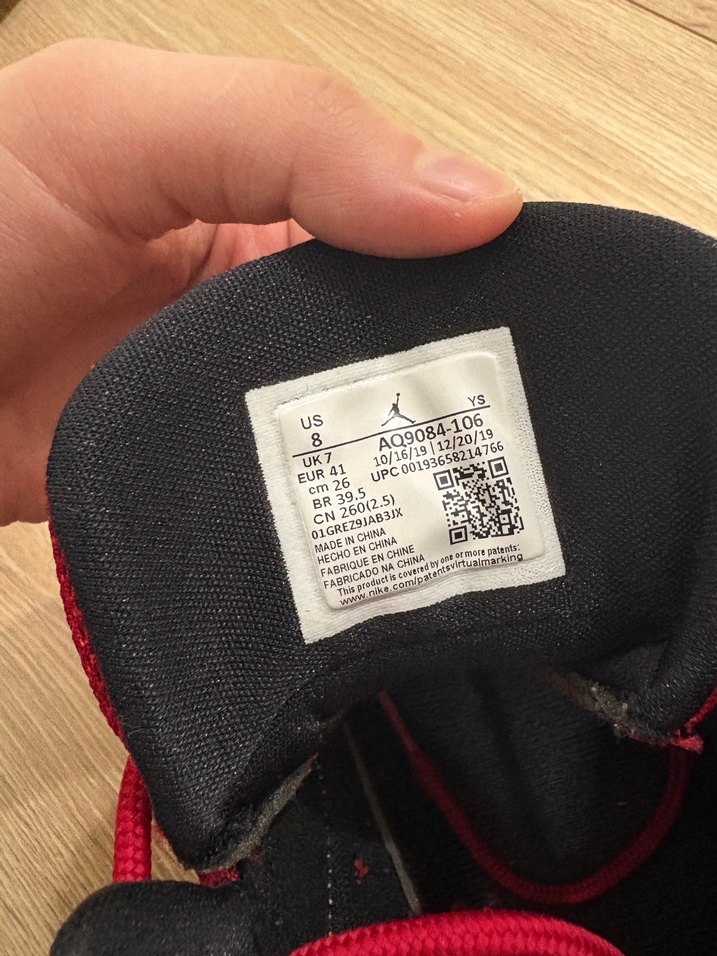 US
8
YS
AQ9084-106
UK 7
10/16/19 | 12/20/19
EUR 41
UPC 00193658214766
cm 26
BR 39.5
CN 260(2.5)
01GREZ9JAB3JX
MADE IN CHINA
HECHO EN CHINA
FABRIQUE EN CHINE
FABRICADO NA CHINA
This product is covered by one or more patents:
www.nike.com/patentsvirtualmarking